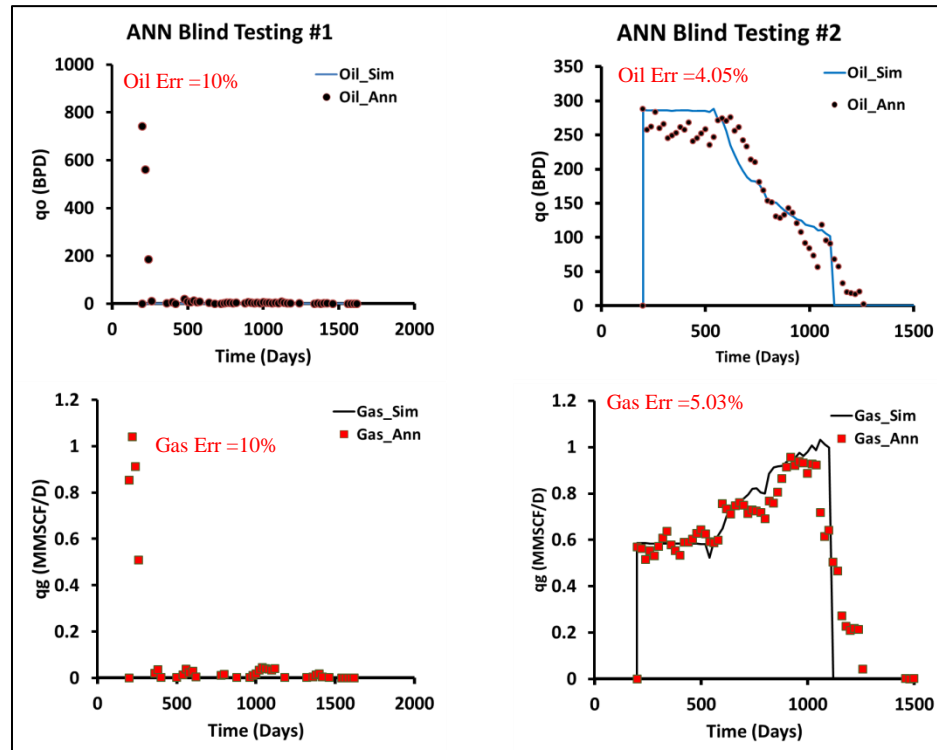 ANN Blind Testing #1
1000
800
600
400
200
0
qo (BPD)
Oil Err =10%
Oil_Sim
Oil_Ann
0 500 1000 1500 2000
Time (Days)
ANN Blind Testing #2
350
300
250
200
150
100
50
0
qo (BPD)
Oil Err =4.05%
Oil_Sim
Oil_Ann
0 500 1000 1500
Time (Days)
1.2
1
0.8
0.6
0.4
0.2
0
qg (MMSCF/D)
Gas_Sim
Gas_Ann
Gas Err =10%
0 500 1000 1500 2000
Time (Days)
1.2
1
0.8
0.6
0.4
0.2
0
qg (MMSCF/D)
Gas Err =5.03%
Gas_Sim
Gas_Ann
0 500 1000 1500
Time (Days)